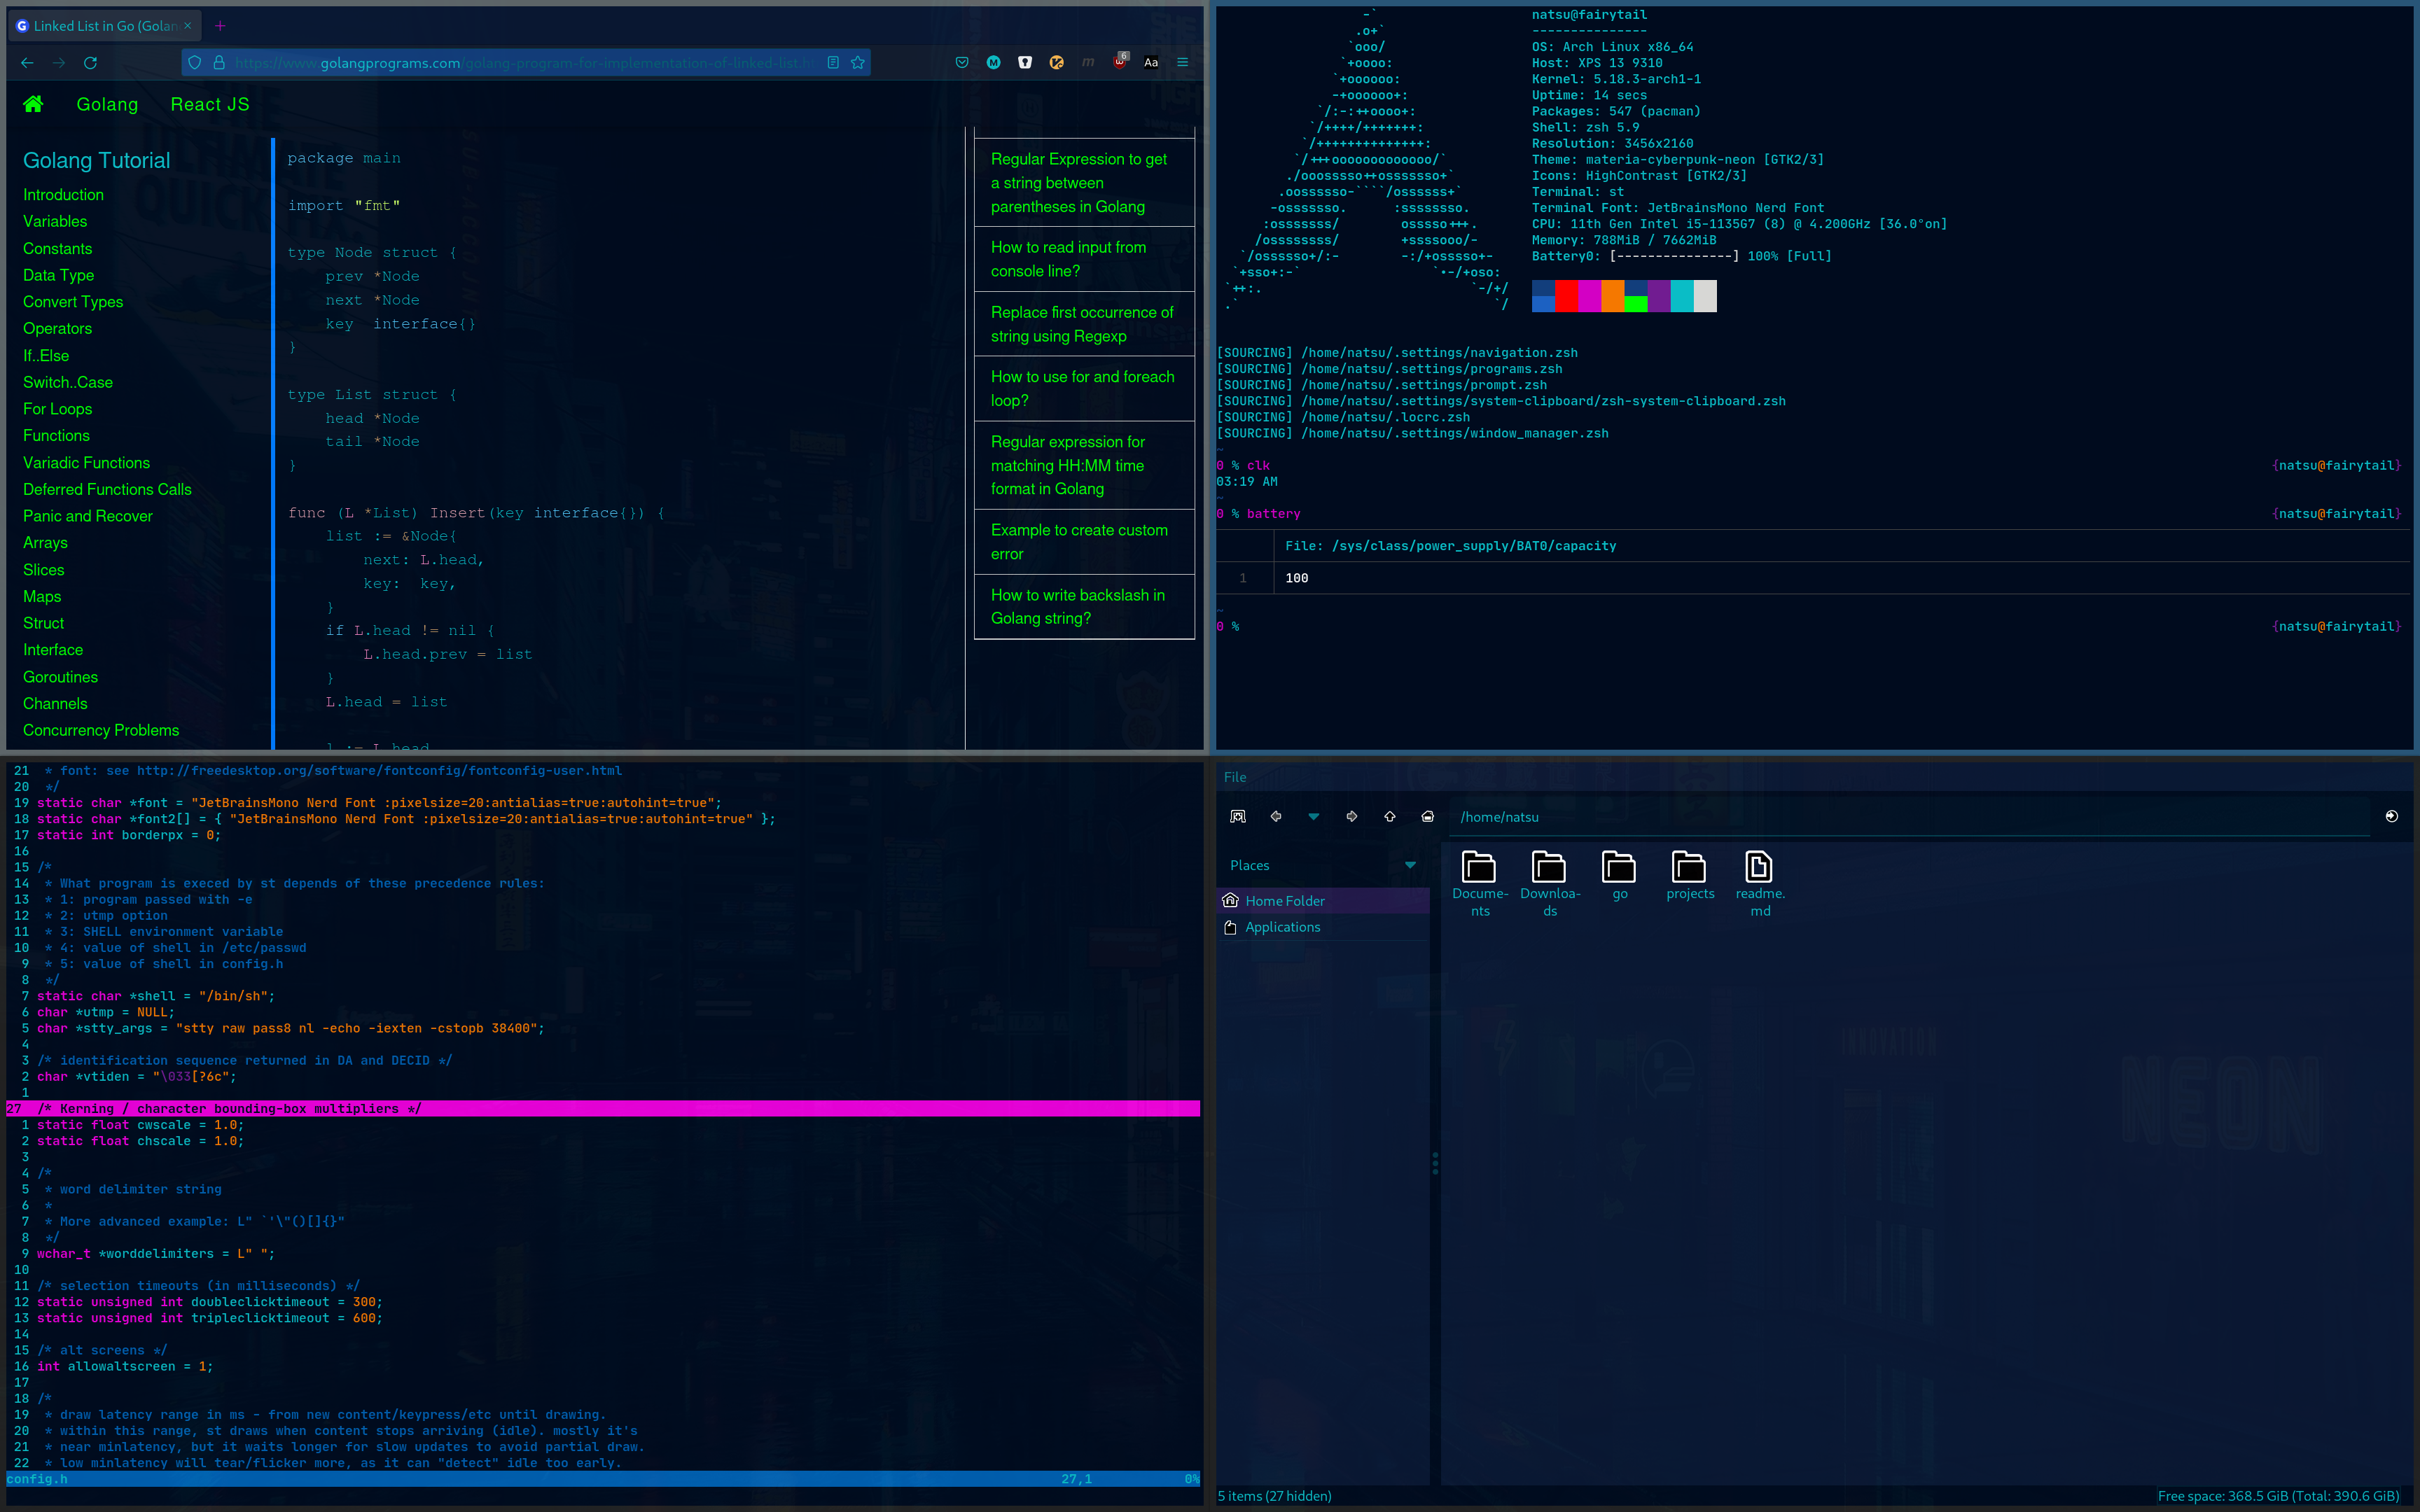 Linked List in Go (Golan
https://www.golangprograms.com/golang-program-for-implementation-of-linked-list.h
6
Aa
Golang
React JS
Golang Tutorial
Introduction
Variables
Constants
Data Type
Convert Types
Operators
If..Else
Switch..Case
For Loops
Functions
Variadic Functions
Deferred Functions Calls
Panic and Recover
Arrays
Slices
Maps
Struct
Interface
Goroutines
Channels
Concurrency Problems
package main
import "fmt"
type Node struct {
    prev *Node
    next *Node
    key  interface{}
}
type List struct {
    head *Node
    tail *Node
}
func (L *List) Insert(key interface{}) {
    list := &Node{
        next: L.head,
        key:  key,
    }
    if L.head != nil {
        L.head.prev = list
    }
    L.head = list
    l := L.head
Regular Expression to get
a string between
parentheses in Golang
How to read input from
console line?
Replace first occurrence of
string using Regexp
How to use for and foreach
loop?
Regular expression for
matching HH:MM time
format in Golang
Example to create custom
error
How to write backslash in
Golang string?
natsu@fairytail
---------------
OS: Arch Linux x86_64
Host: XPS 13 9310
Kernel: 5.18.3-arch1-1
Uptime: 14 secs
Packages: 547 (pacman)
Shell: zsh 5.9
Resolution: 3456x2160
Theme: materia-cyberpunk-neon [GTK2/3]
Icons: HighContrast [GTK2/3]
Terminal: st
Terminal Font: JetBrainsMono Nerd Font
CPU: 11th Gen Intel i5-1135G7 (8) @ 4.200GHz [36.0°on]
Memory: 788MiB / 7662MiB
Battery0: [---------------] 100% [Full]
[SOURCING] /home/natsu/.settings/navigation.zsh
[SOURCING] /home/natsu/.settings/programs.zsh
[SOURCING] /home/natsu/.settings/prompt.zsh
[SOURCING] /home/natsu/.settings/system-clipboard/zsh-system-clipboard.zsh
[SOURCING] /home/natsu/.locrc.zsh
[SOURCING] /home/natsu/.settings/window_manager.zsh
~
0 % clk {natsu@fairytail}
03:19 AM
~
0 % battery {natsu@fairytail}
File: /sys/class/power_supply/BAT0/capacity
1 100
~
0 % {natsu@fairytail}
21  * font: see http://freedesktop.org/software/fontconfig/fontconfig-user.html
20  */
19 static char *font = "JetBrainsMono Nerd Font :pixelsize=20:antialias=true:autohint=true";
18 static char *font2[] = { "JetBrainsMono Nerd Font :pixelsize=20:antialias=true:autohint=true" };
17 static int borderpx = 0;
16
15 /*
14  * What program is execed by st depends of these precedence rules:
13  * 1: program passed with -e
12  * 2: utmp option
11  * 3: SHELL environment variable
10  * 4: value of shell in /etc/passwd
9  * 5: value of shell in config.h
8  */
7 static char *shell = "/bin/sh";
6 char *utmp = NULL;
5 char *stty_args = "stty raw pass8 nl -echo -iexten -cstopb 38400";
4
3 /* identification sequence returned in DA and DECID */
2 char *vtiden = "\033[?6c";
1
27 /* Kerning / character bounding-box multipliers */
1 static float cwscale = 1.0;
2 static float chscale = 1.0;
3
4 /*
5  * word delimiter string
6  *
7  * More advanced example: L" `'\"()[]{}"
8  */
9 wchar_t *worddelimiters = L" ";
10
11 /* selection timeouts (in milliseconds) */
12 static unsigned int doubleclicktimeout = 300;
13 static unsigned int tripleclicktimeout = 600;
14
15 /* alt screens */
16 int allowaltscreen = 1;
17
18 /*
19  * draw latency range in ms - from new content/keypress/etc until drawing.
20  * within this range, st draws when content stops arriving (idle). mostly it's
21  * near minlatency, but it waits longer for slow updates to avoid partial draw.
22  * low minlatency will tear/flicker more, as it can "detect" idle too early.
config.h 27,1 0%
File
/home/natsu
Places
Home Folder
Applications
Docume-
nts
Downloa-
ds
go
projects
readme.
md
INNOVATION
NEON
5 items (27 hidden)
Free space: 368.5 GiB (Total: 390.6 GiB)